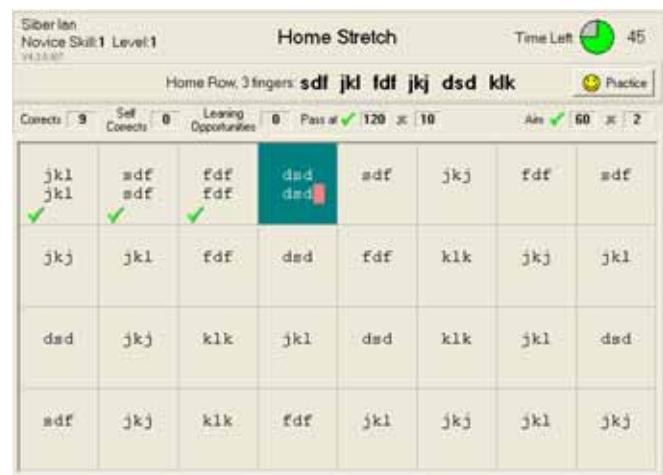 Siber Ian
Novice Skill:1 Level:1
Home Stretch
Time Left 45
Home Row, 3 fingers: sdf jkl fdf jkj dsd klk
Practice
Corrects 9 Self Corrects 0 Leaning Opportunities 0 Pass at 120 10 Aim 60 2
jkl sdf fdf dsd sdf jkj fdf sdf
jkl sdf fdf dsd
jkj jkl fdf dsd fdf klk jkj jkl
dsd jkj klk jkl dsd klk jkl dsd
sdf jkj klk fdf jkl jkj jkl jkj